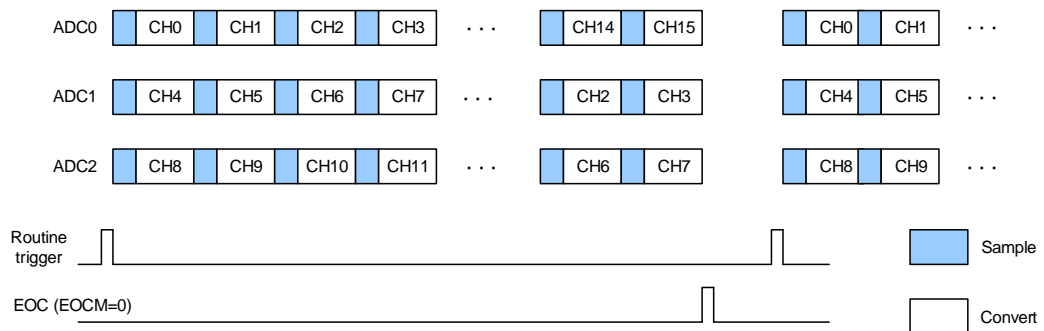 ADC0 CH0 CH1 CH2 CH3 ... CH14 CH15 CH0 CH1 ...
ADC1 CH4 CH5 CH6 CH7 ... CH2 CH3 CH4 CH5 ...
ADC2 CH8 CH9 CH10 CH11 ... CH6 CH7 CH8 CH9 ...
Routine
trigger
Sample
EOC (EOCM=0)
Convert